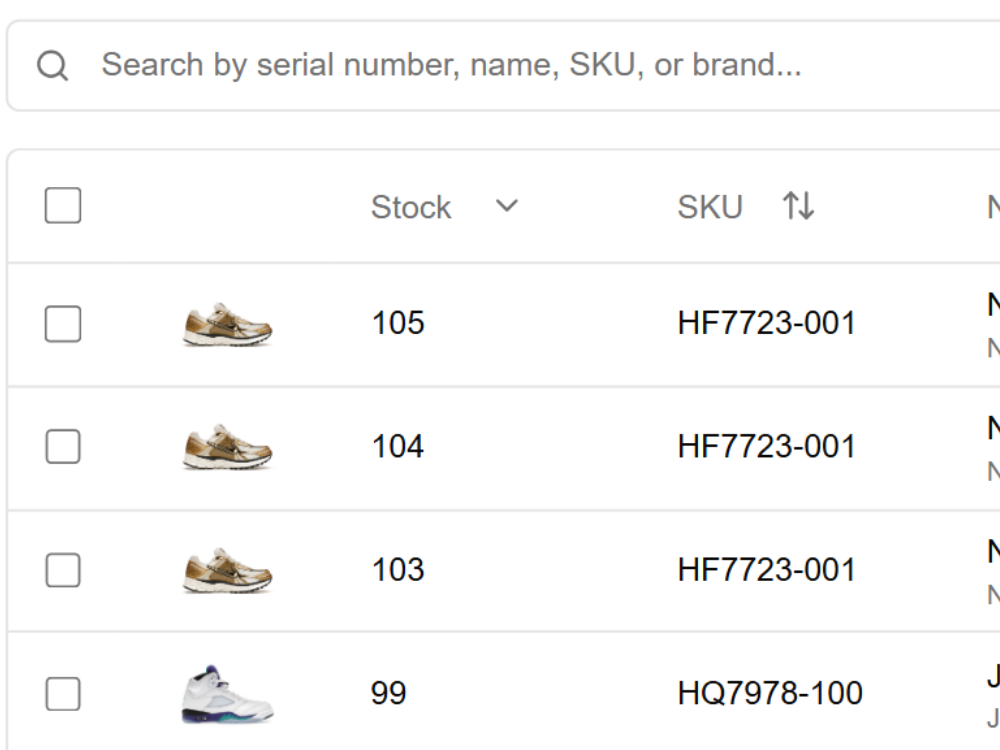 Search by serial number, name, SKU, or brand...
Stock SKU
105 HF7723-001
104 HF7723-001
103 HF7723-001
99 HQ7978-100